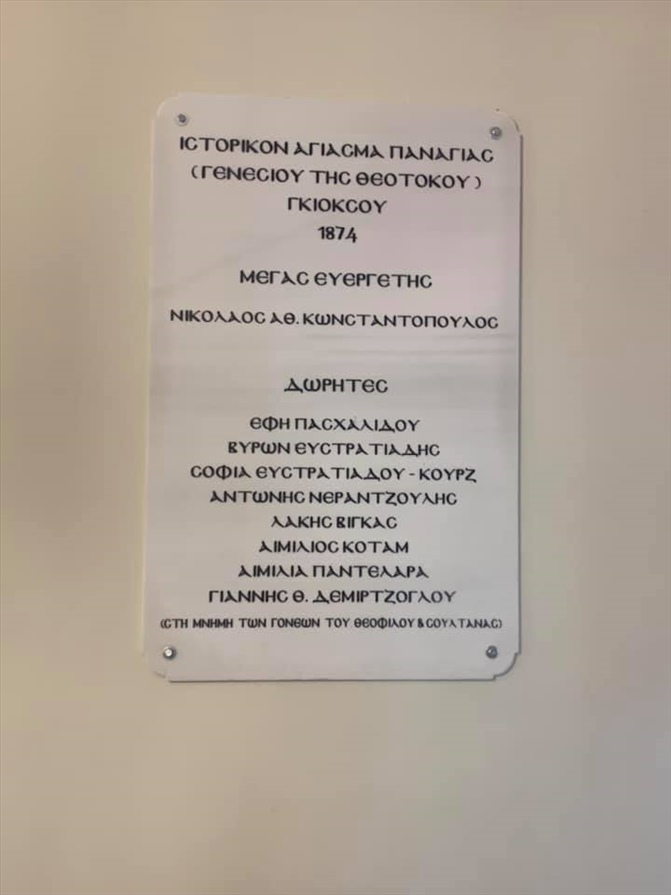 ΙΣΤΟΡΙΚΟΝ ΑΓΙΑΣΜΑ ΠΑΝΑΓΙΑΣ
(ΓΕΝΕΣΙΟΥ ΤΗΣ ΘΕΟΤΟΚΟΥ)
ΓΚΙΟΚΣΟΥ
1874
ΜΕΓΑΣ ΕΥΕΡΓΕΤΗΣ
ΝΙΚΟΛΑΟΣ ΑΘ. ΚΩΝΣΤΑΝΤΟΠΟΥΛΟΣ
ΔΩΡΗΤΕΣ
ΕΦΗ ΠΑΣΧΑΛΙΔΟΥ
ΒΥΡΩΝ ΕΥΣΤΡΑΤΙΑΔΗΣ
ΣΟΦΙΑ ΕΥΣΤΡΑΤΙΑΔΟΥ - ΚΟΥΡΖ
ΑΝΤΩΝΗΣ ΝΕΡΑΝΤΖΟΥΛΗΣ
ΛΑΚΗΣ ΒΙΓΚΑΣ
ΑΙΜΙΛΙΟΣ ΚΟΤΑΜ
ΑΙΜΙΛΙΑ ΠΑΝΤΕΛΑΡΑ
ΓΙΑΝΝΗΣ Θ. ΔΕΜΙΡΤΖΟΓΛΟΥ
(ΣΤΗ ΜΝΗΜΗ ΤΩΝ ΓΟΝΕΩΝ ΤΟΥ ΘΕΟΦΙΛΟΥ & ΣΟΥΛΤΑΝΑΣ)